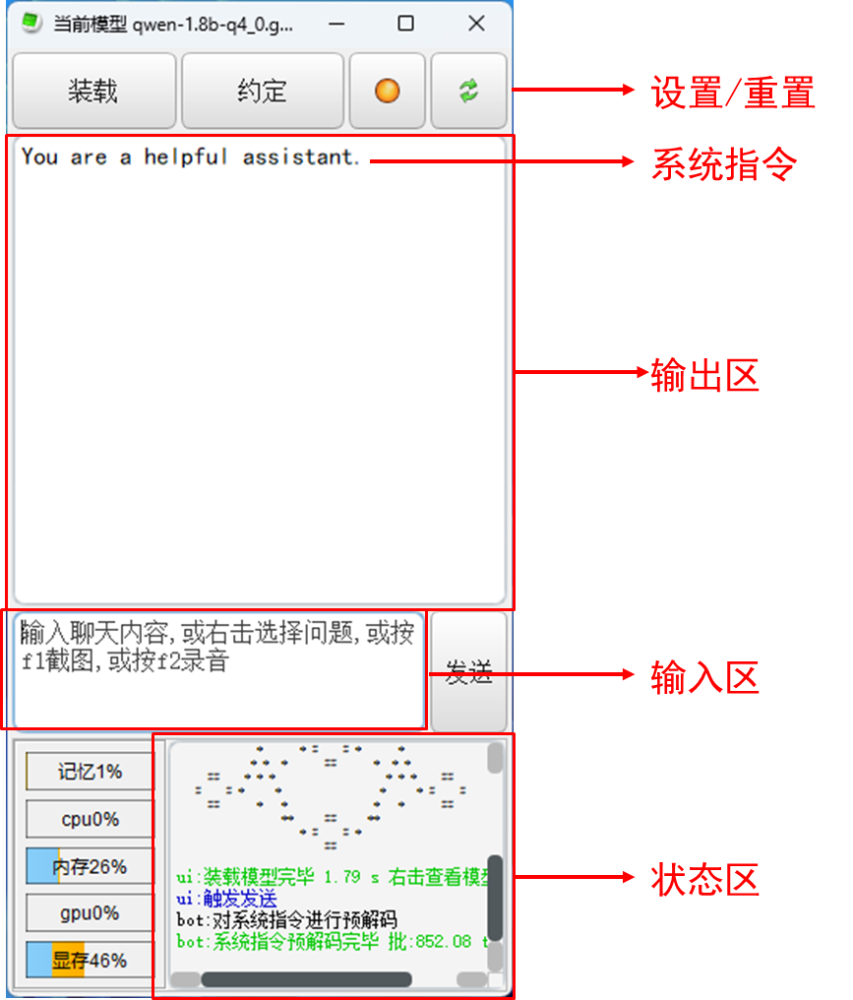 当前模型 qwen-1.8b-q4_0.g...
装载 约定
设置/重置
You are a helpful assistant.
系统指令
输出区
输入聊天内容,或右击选择问题,或按
f1截图,或按f2录音
发送
输入区
记忆1%
cpu0%
内存26%
gpu0%
显存46%
ui:装载模型完毕 1.79 s 右击查看模
ui:触发发送
bot:对系统指令进行预解码
bot:系统指令预解码完毕 批:852.08 t
状态区